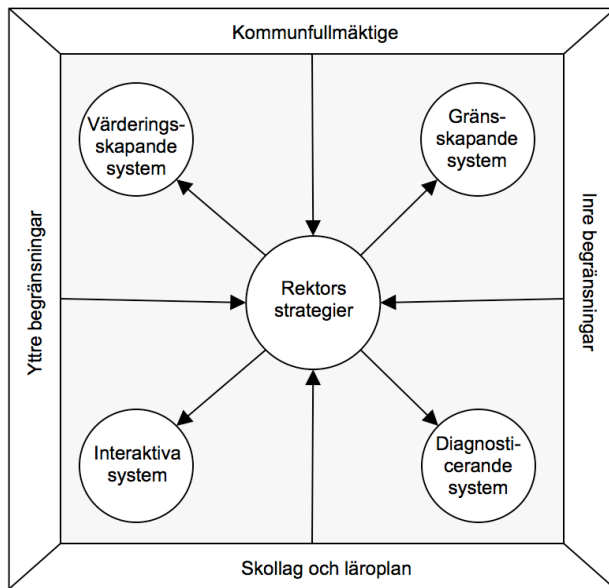 Kommunfullmäktige
Värderings-
skapande
system
Gräns-
skapande
system
Yttre begränsningar
Rektors
strategier
Inre begränsningar
Interaktiva
system
Diagnosti-
cerande
system
Skollag och läroplan